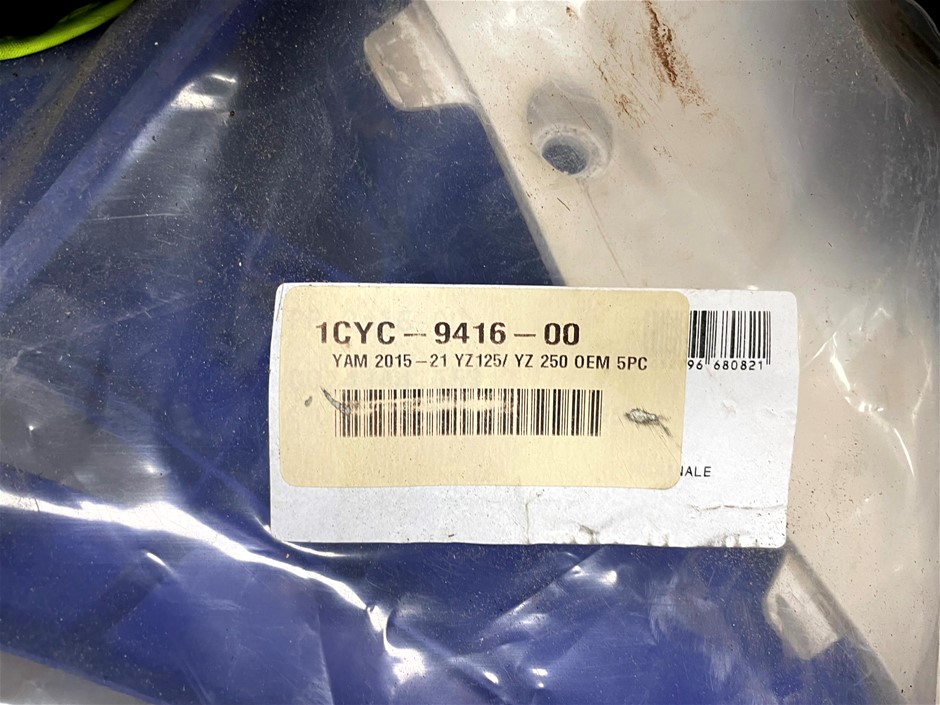 1CYC-9416-00
YAM 2015-21 YZ125/ YZ 250 OEM 5PC
96 680821
NALE